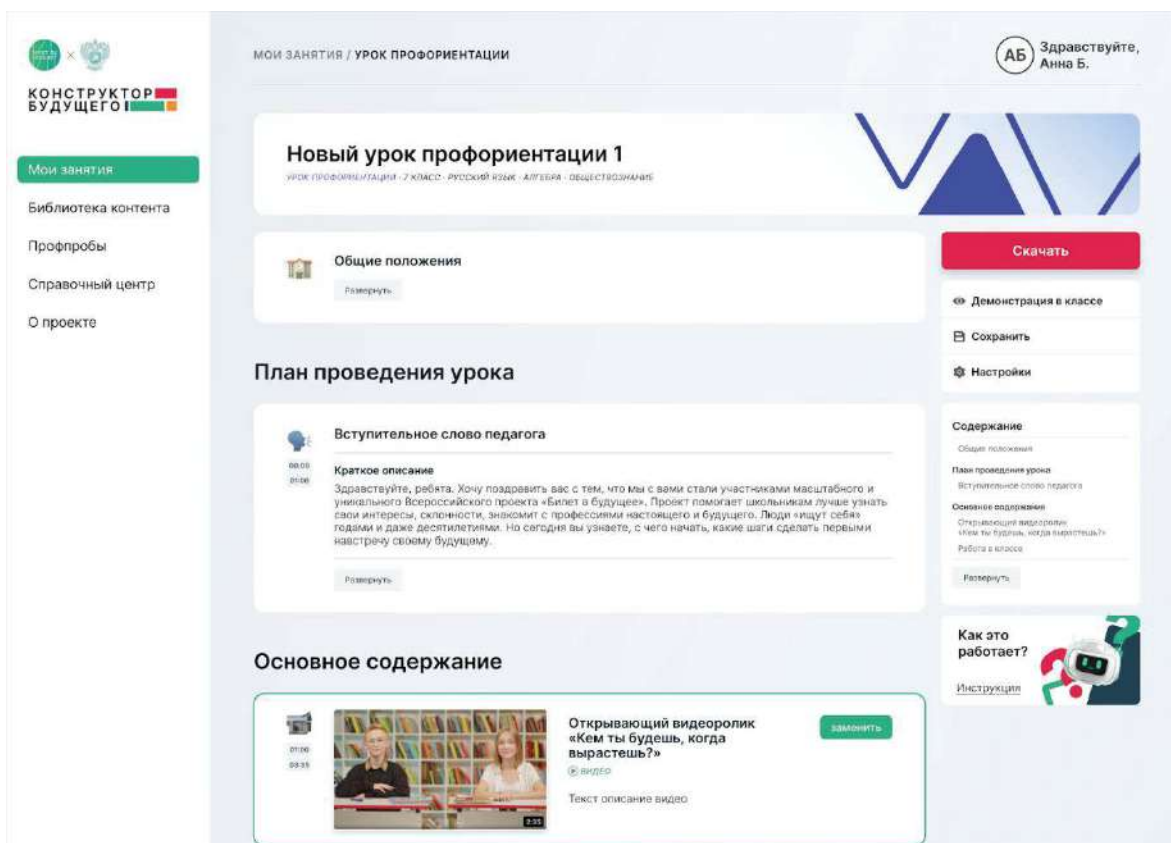 КОНСТРУКТОР
БУДУЩЕГО
Мои занятия
Библиотека контента
Профпробы
Справочный центр
О проекте
МОИ ЗАНЯТИЯ / УРОК ПРОФОРИЕНТАЦИИ
АБ
Здравствуйте,
Анна Б.
Новый урок профориентации 1
УРОК ПРОФОРИЕНТАЦИИ · 7 КЛАСС · РУССКИЙ ЯЗЫК · АЛГЕБРА · ОБЩЕСТВОЗНАНИЕ
Общие положения
Развернуть
План проведения урока
Вступительное слово педагога
00:00
01:00
Краткое описание
Здравствуйте, ребята. Хочу поздравить вас с тем, что мы с вами стали участниками масштабного и
уникального Всероссийского проекта «Билет в будущее». Проект помогает школьникам лучше узнать
свои интересы, склонности, знакомит с профессиями настоящего и будущего. Люди «ищут себя»
годами и даже десятилетиями. Но сегодня вы узнаете, с чего начать, какие шаги сделать первыми
навстречу своему будущему.
Развернуть
Основное содержание
01:00
03:35
2:35
Открывающий видеоролик
«Кем ты будешь, когда
вырастешь?»
ВИДЕО
Текст описание видео
заменить
Скачать
Демонстрация в классе
Сохранить
Настройки
Содержание
Общие положения
План проведения урока
Вступительное слово педагога
Основное содержание
Открывающий видеоролик
«Кем ты будешь, когда вырастешь?»
Работа в классе
Развернуть
Как это
работает?
Инструкция